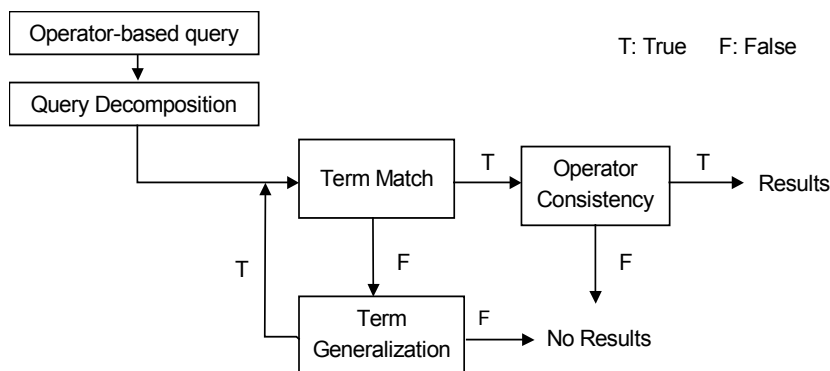 Operator-based query
T: True F: False
Query Decomposition
Term Match
T
Operator
Consistency
T
Results
T
F
F
Term
Generalization
F
No Results